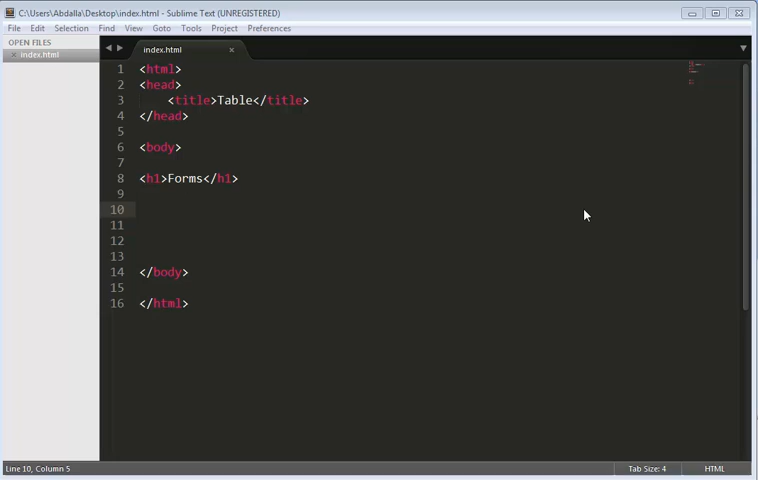 C:\Users\Abdalla\Desktop\index.html - Sublime Text (UNREGISTERED)
File Edit Selection Find View Goto Tools Project Preferences
OPEN FILES
index.html
index.html
1 <html>
2 <head>
3 <title>Table</title>
4 </head>
5
6 <body>
7
8 <h1>Forms</h1>
9
10
11
12
13
14 </body>
15
16 </html>
Line 10, Column 5 Tab Size: 4 HTML